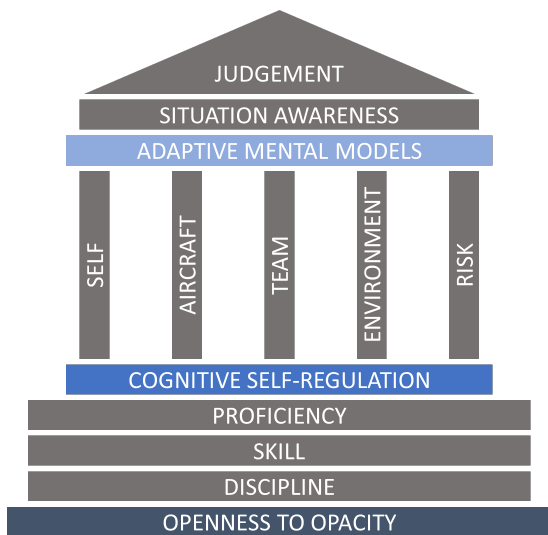 JUDGEMENT
SITUATION AWARENESS
ADAPTIVE MENTAL MODELS
SELF
AIRCRAFT
TEAM
ENVIRONMENT
RISK
COGNITIVE SELF-REGULATION
PROFICIENCY
SKILL
DISCIPLINE
OPENNESS TO OPACITY